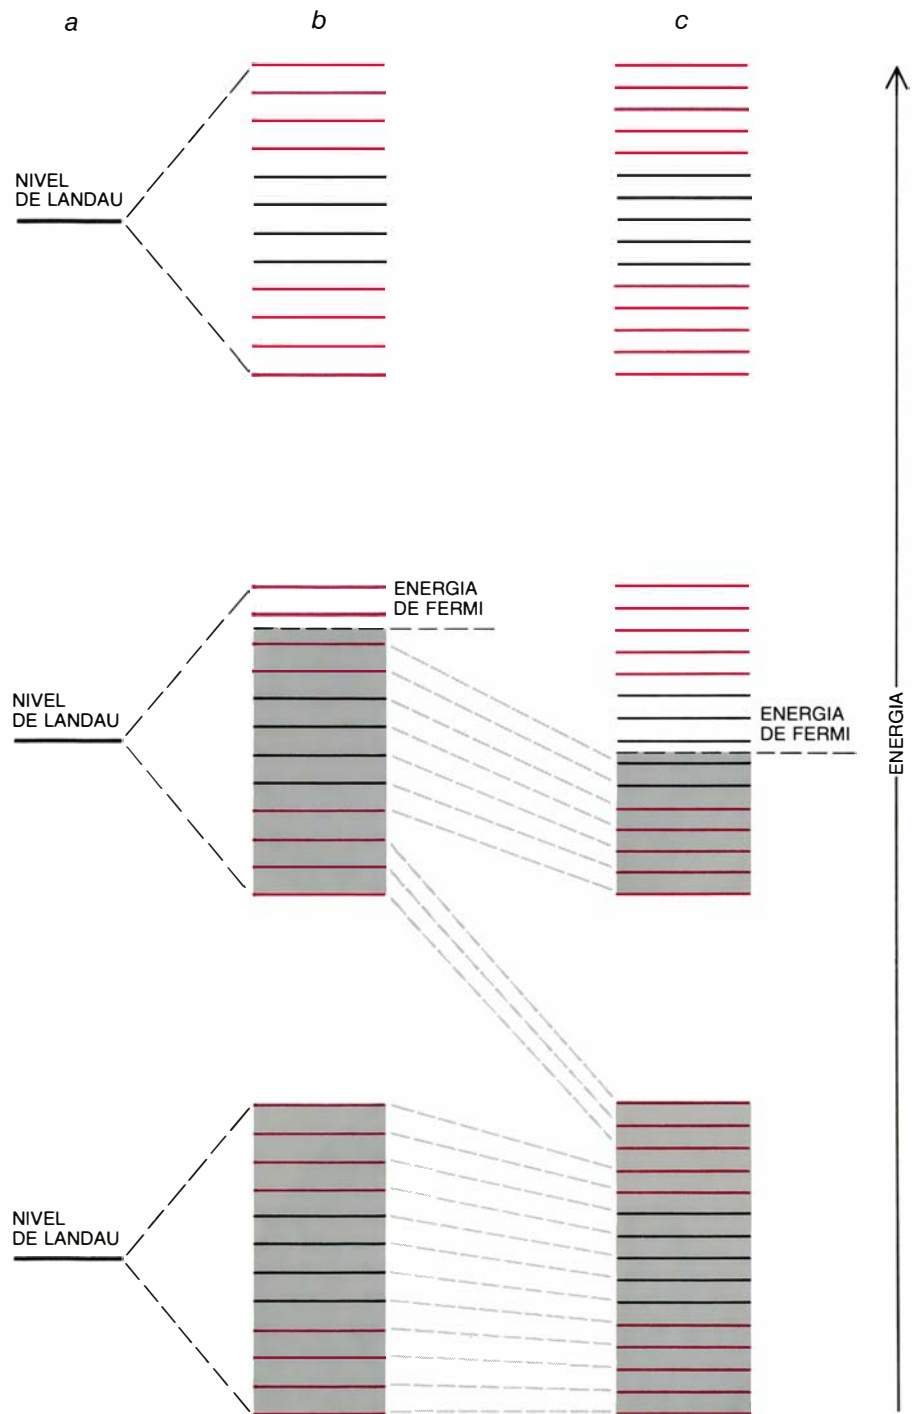 a
b
c
NIVEL
DE LANDAU
ENERGIA
DE FERMI
NIVEL
DE LANDAU
ENERGIA
DE FERMI
ENERGIA
NIVEL
DE LANDAU